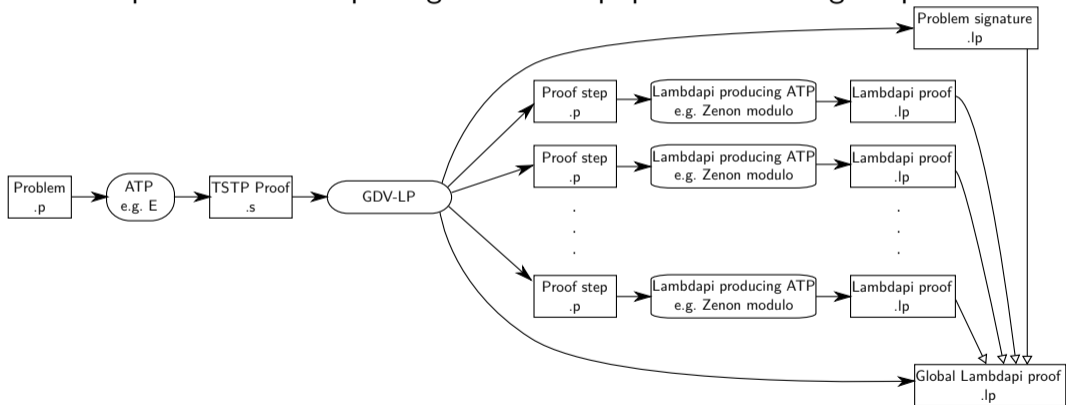 Problem signature
.lp
Proof step
.p
Lambdapi producing ATP
e.g. Zenon modulo
Lambdapi proof
.lp
Proof step
.p
Lambdapi producing ATP
e.g. Zenon modulo
Lambdapi proof
.lp
Problem
.p
ATP
e.g. E
TSTP Proof
.s
GDV-LP
.
.
.
.
.
.
Proof step
.p
Lambdapi producing ATP
e.g. Zenon modulo
Lambdapi proof
.lp
Global Lambdapi proof
.lp